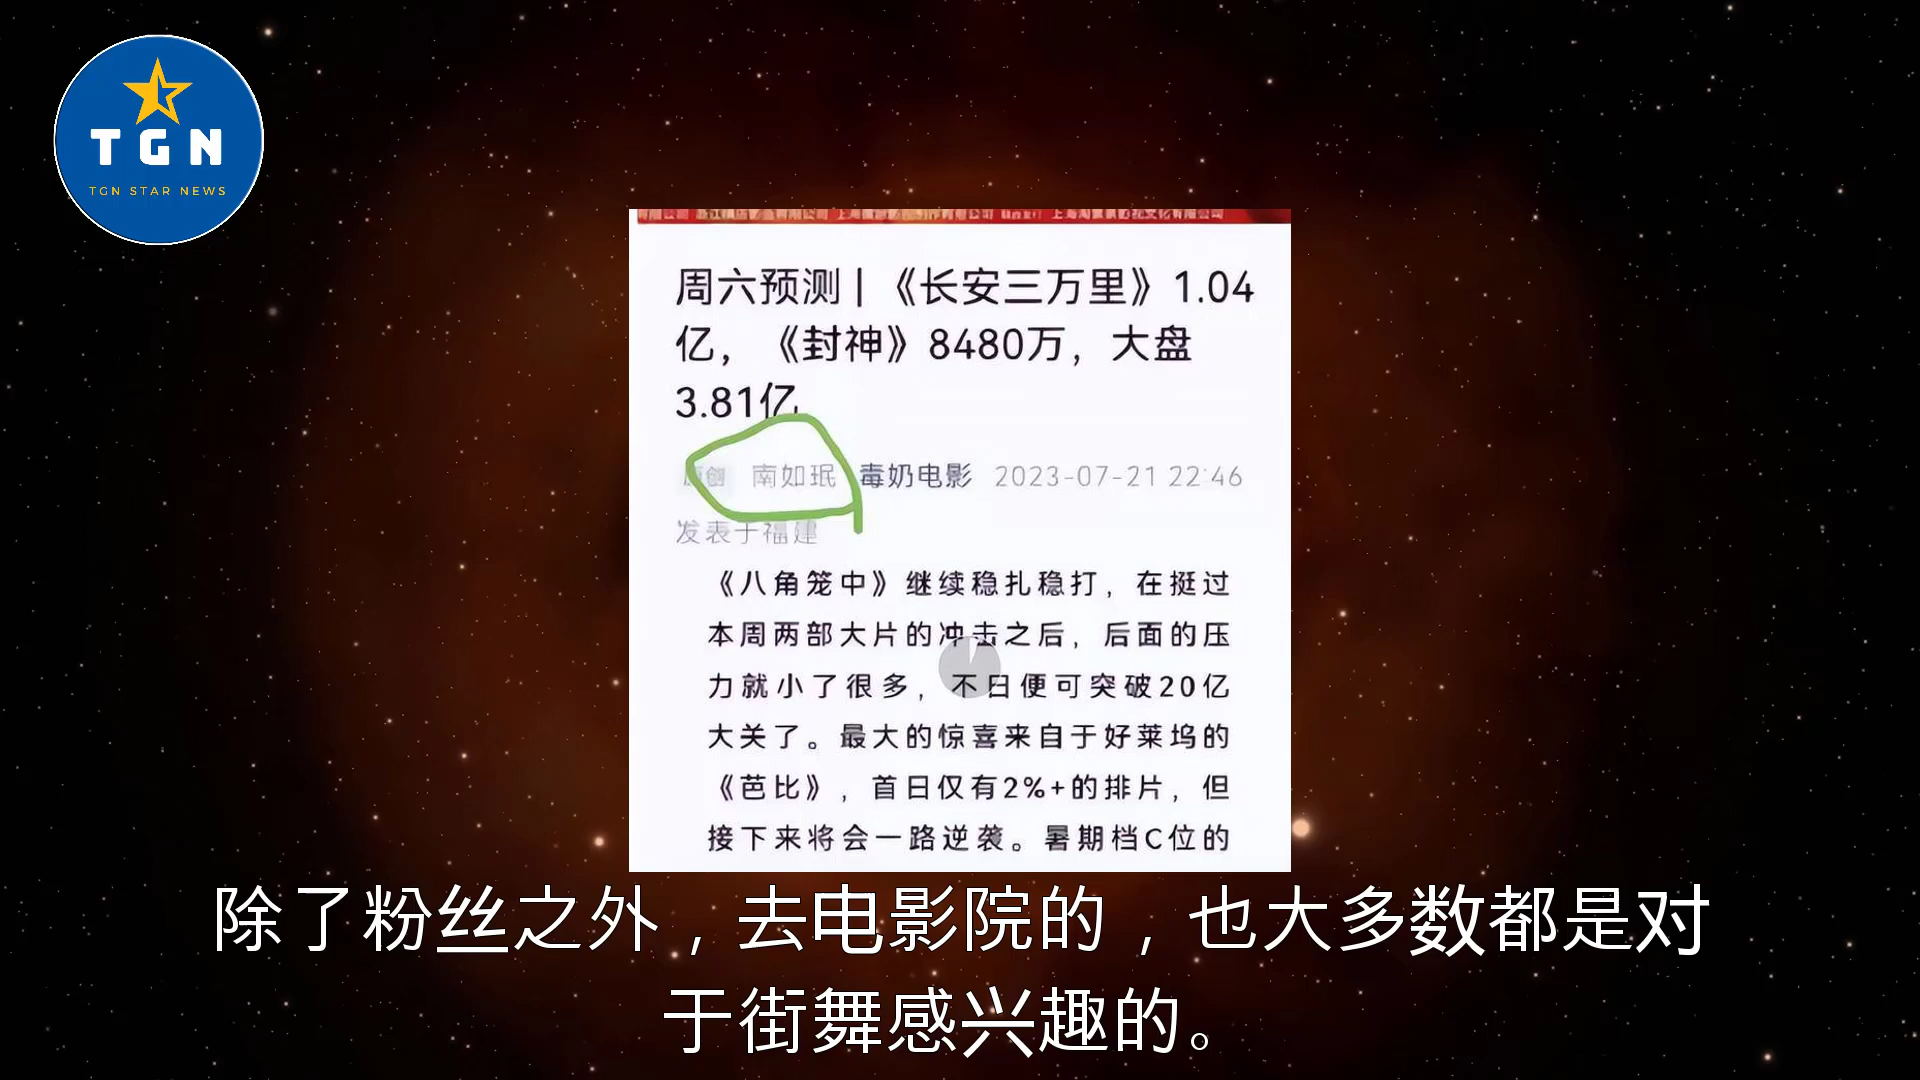 TGN
TGN STAR NEWS
周六预测 | 《长安三万里》1.04
亿，《封神》8480万，大盘
3.81亿
原创 南如珉 毒奶电影 2023-07-21 22:46
发表于福建
《八角笼中》继续稳扎稳打，在挺过
本周两部大片的冲击之后，后面的压
力就小了很多，不日便可突破20亿
大关了。最大的惊喜来自于好莱坞的
《芭比》，首日仅有2%+的排片，但
接下来将会一路逆袭。暑期档C位的
除了粉丝之外，去电影院的，也大多数都是对
于街舞感兴趣的。